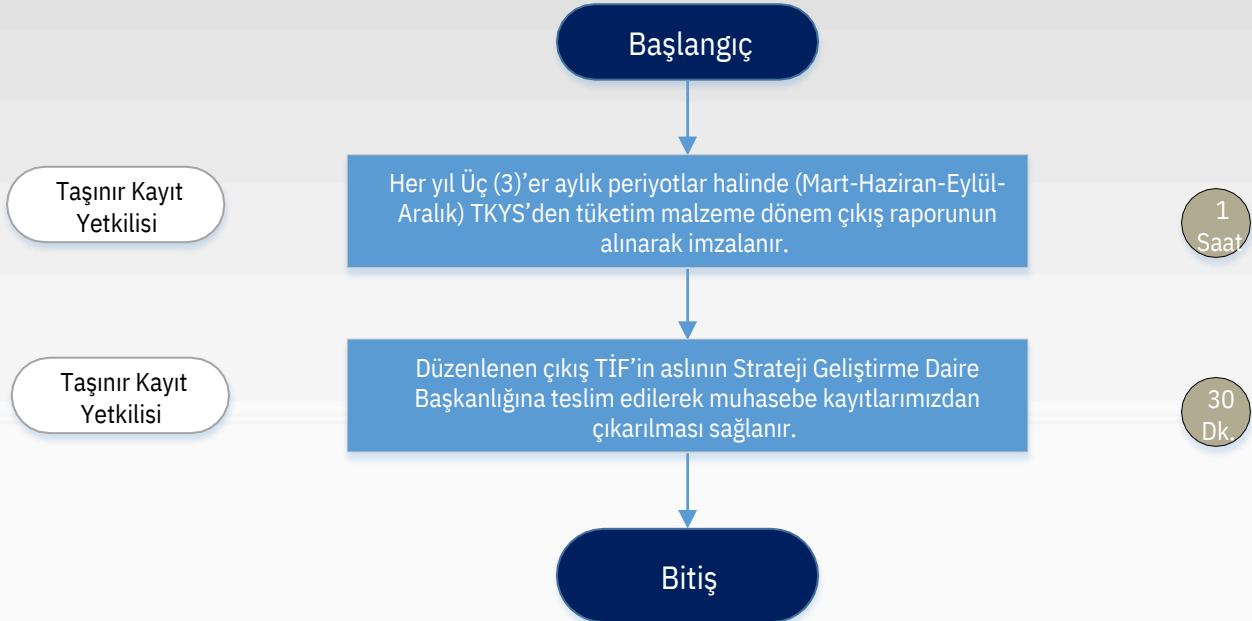 Başlangıç
Taşınır Kayıt
Yetkilisi
Her yıl Üç (3)’er aylık periyotlar halinde (Mart-Haziran-Eylül-
Aralık) TKYS’den tüketim malzeme dönem çıkış raporunun
alınarak imzalanır.
1
Saat
Taşınır Kayıt
Yetkilisi
Düzenlenen çıkış TİF’in aslının Strateji Geliştirme Daire
Başkanlığına teslim edilerek muhasebe kayıtlarımızdan
çıkarılması sağlanır.
30
Dk.
Bitiş